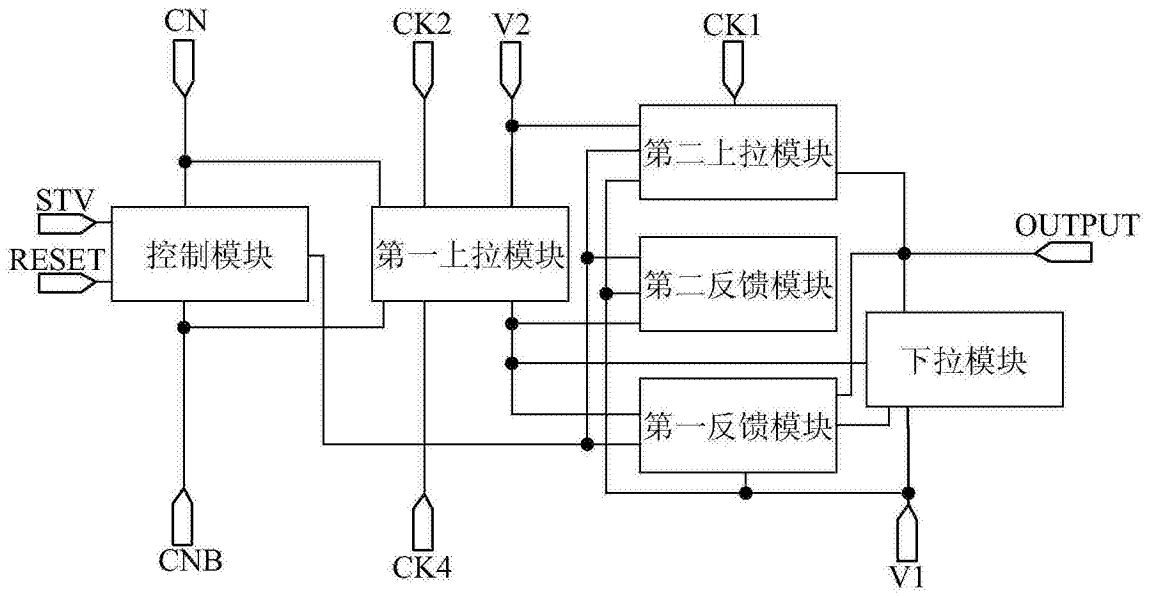 CN
CK2
V2
CK1
第二上拉模块
STV
RESET
控制模块
第一上拉模块
OUTPUT
第二反馈模块
下拉模块
第一反馈模块
CNB
CK4
V1